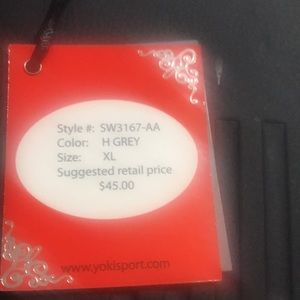 Style #: SW3167-AA
Color: H GREY
Size: XL
Suggested retail price
$45.00
www.yokisport.com